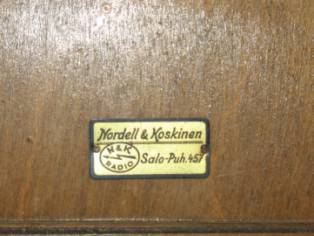 Nordell & Koskinen
N & K
RADIO
Salo-Puh. 457